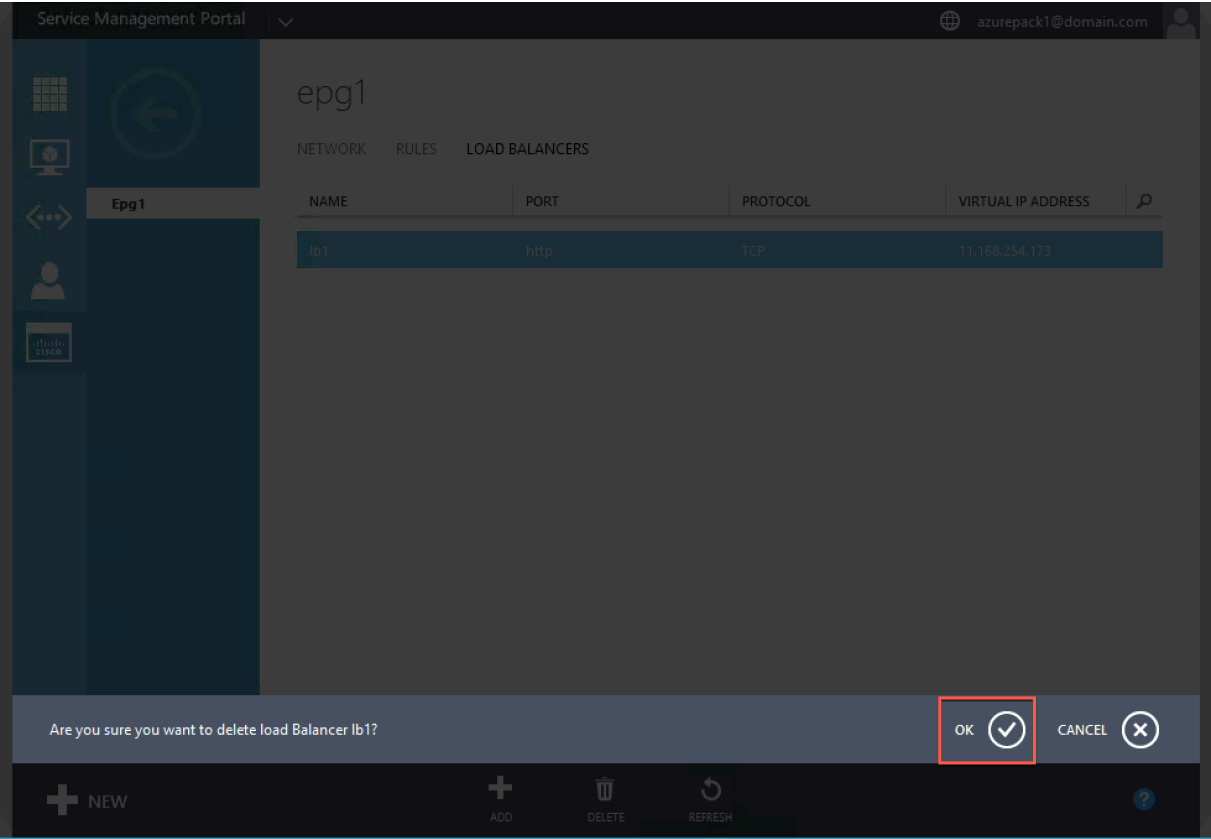 Service Management Portal
azurepack1@domain.com
epg1
NETWORK RULES LOAD BALANCERS
Epg1
NAME PORT PROTOCOL VIRTUAL IP ADDRESS
lb1 http TCP 11.168.254.173
cisco
Are you sure you want to delete load Balancer lb1?
OK CANCEL
NEW
ADD DELETE REFRESH
?